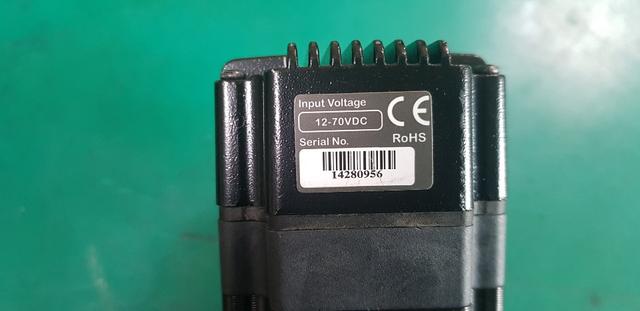 Input Voltage
12-70VDC
CE
Serial No.
RoHS
14280956